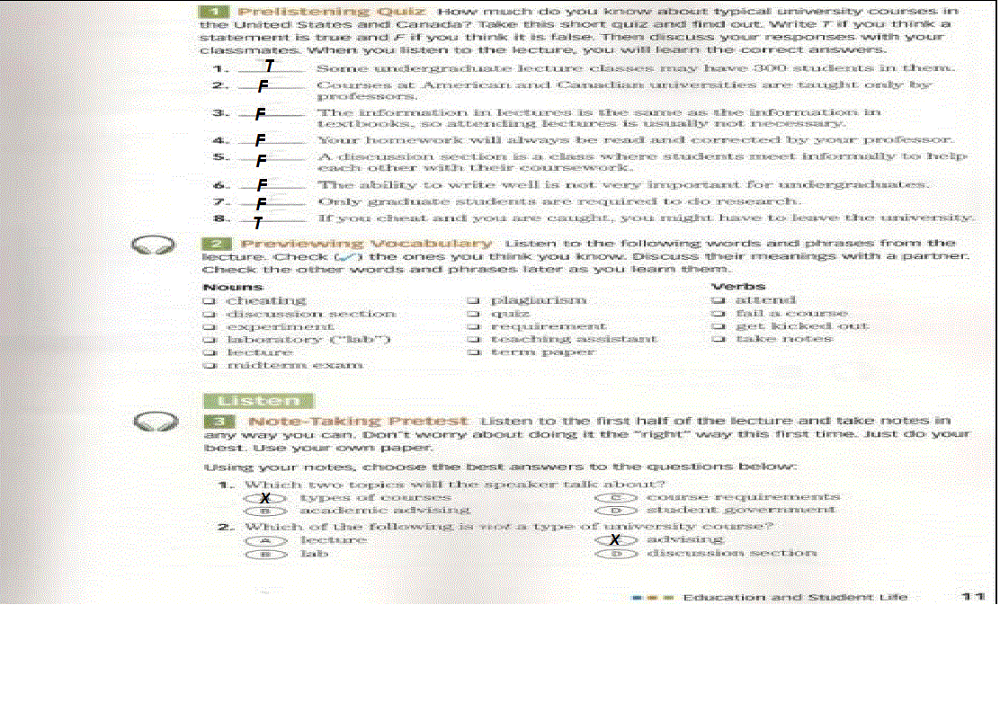 1 Prelistening Quiz How much do you know about typical university courses in
the United States and Canada? Take this short quiz and find out. Write T if you think a
statement is true and F if you think it is false. Then discuss your responses with your
classmates. When you listen to the lecture, you will learn the correct answers.
1. T Some undergraduate lecture classes may have 300 students in them.
2. F Courses at American and Canadian universities are taught only by
professors.
3. F The information in lectures is the same as the information in
textbooks, so attending lectures is usually not necessary.
4. F Your homework will always be read and corrected by your professor.
5. F A discussion section is a class where students meet informally to help
each other with their coursework.
6. F The ability to write well is not very important for undergraduates.
7. F Only graduate students are required to do research.
8. T If you cheat and you are caught, you might have to leave the university.
2 Previewing Vocabulary Listen to the following words and phrases from the
lecture. Check (✓) the ones you think you know. Discuss their meanings with a partner.
Check the other words and phrases later as you learn them.
Nouns Verbs
cheating plagiarism attend
discussion section quiz fail a course
experiment requirement get kicked out
laboratory ("lab") teaching assistant take notes
lecture term paper
midterm exam
Listen
3 Note-Taking Pretest Listen to the first half of the lecture and take notes in
any way you can. Don't worry about doing it the "right" way this first time. Just do your
best. Use your own paper.
Using your notes, choose the best answers to the questions below:
1. Which two topics will the speaker talk about?
X types of courses C course requirements
B academic advising D student government
2. Which of the following is not a type of university course?
A lecture X advising
B lab D discussion section
Education and Student Life 11